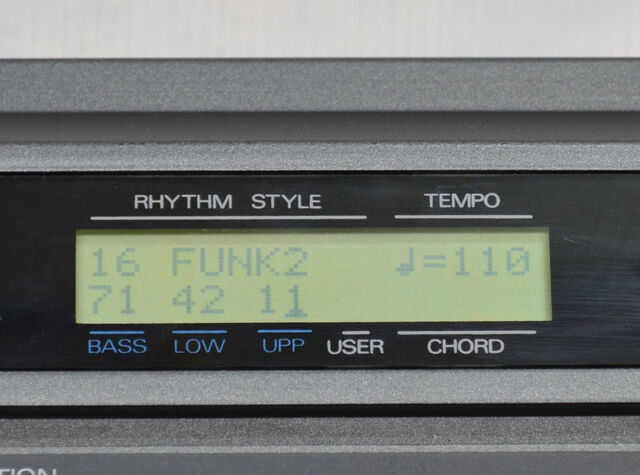 RHYTHM STYLE TEMPO
16 FUNK2 ♩=110
71 42 11
BASS LOW UPP USER CHORD